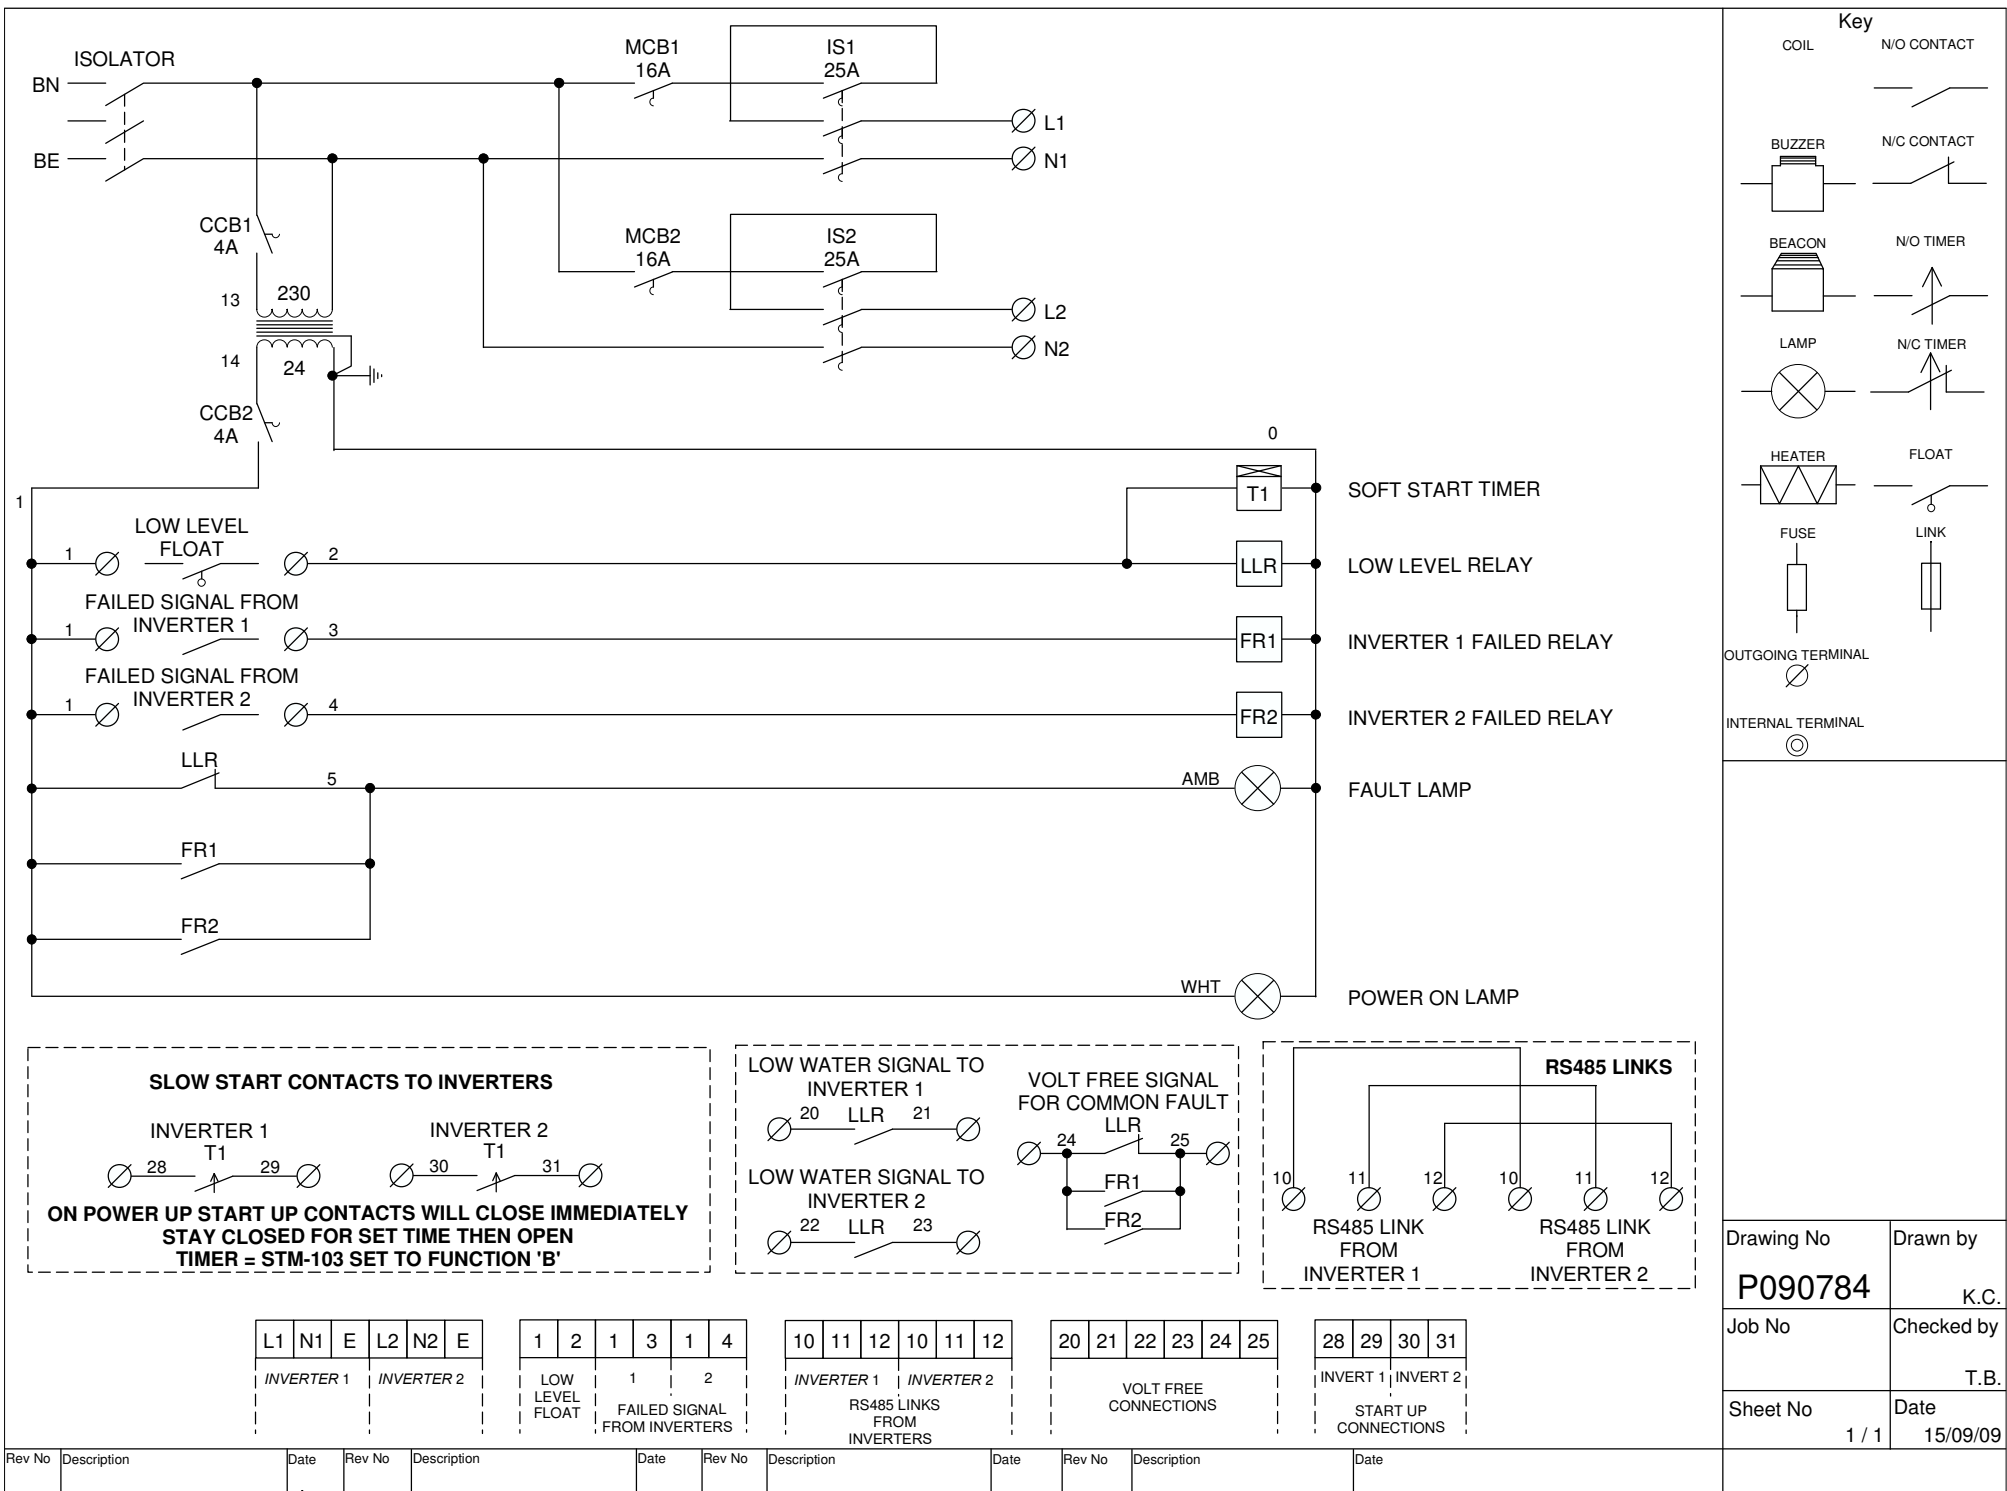 ISOLATOR
BN
BE
MCB1
16A
IS1
25A
L1
N1
CCB1
4A
MCB2
16A
IS2
25A
L2
N2
13
230
14
24
CCB2
4A
0
1
T1
SOFT START TIMER
LOW LEVEL
FLOAT
1
2
LLR
LOW LEVEL RELAY
FAILED SIGNAL FROM
INVERTER 1
1
3
FR1
INVERTER 1 FAILED RELAY
FAILED SIGNAL FROM
INVERTER 2
1
4
FR2
INVERTER 2 FAILED RELAY
LLR
5
AMB
FAULT LAMP
FR1
FR2
WHT
POWER ON LAMP
SLOW START CONTACTS TO INVERTERS
INVERTER 1
T1
28
29
INVERTER 2
T1
30
31
ON POWER UP START UP CONTACTS WILL CLOSE IMMEDIATELY
STAY CLOSED FOR SET TIME THEN OPEN
TIMER = STM-103 SET TO FUNCTION 'B'
LOW WATER SIGNAL TO
INVERTER 1
20
LLR
21
LOW WATER SIGNAL TO
INVERTER 2
22
LLR
23
VOLT FREE SIGNAL
FOR COMMON FAULT
LLR
24
25
FR1
FR2
RS485 LINKS
10
11
12
10
11
12
RS485 LINK
FROM
INVERTER 1
RS485 LINK
FROM
INVERTER 2
L1 N1 E L2 N2 E
INVERTER 1
INVERTER 2
1 2 1 3 1 4
LOW
LEVEL
FLOAT
1
2
FAILED SIGNAL
FROM INVERTERS
10 11 12 10 11 12
INVERTER 1
INVERTER 2
RS485 LINKS
FROM
INVERTERS
20 21 22 23 24 25
VOLT FREE
CONNECTIONS
28 29 30 31
INVERT 1
INVERT 2
START UP
CONNECTIONS
Rev No Description Date Rev No Description Date Rev No Description Date Rev No Description Date
Key
COIL
N/O CONTACT
BUZZER
N/C CONTACT
BEACON
N/O TIMER
LAMP
N/C TIMER
HEATER
FLOAT
FUSE
LINK
OUTGOING TERMINAL
INTERNAL TERMINAL
Drawing No
P090784
Drawn by
K.C.
Job No
Checked by
T.B.
Sheet No
1 / 1
Date
15/09/09